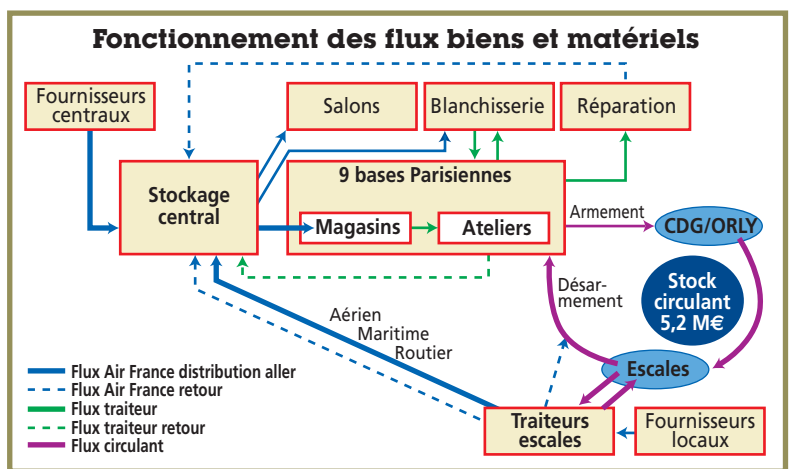 Fonctionnement des flux biens et matériels
Fournisseurs
centraux
Salons
Blanchisserie
Réparation
Stockage
central
9 bases Parisiennes
Magasins
Ateliers
Armement
CDG/ORLY
Désar-
mement
Stock
circulant
5,2 M€
Aérien
Maritime
Routier
Escales
Traiteurs
escales
Fournisseurs
locaux
Flux Air France distribution aller
Flux Air France retour
Flux traiteur
Flux traiteur retour
Flux circulant